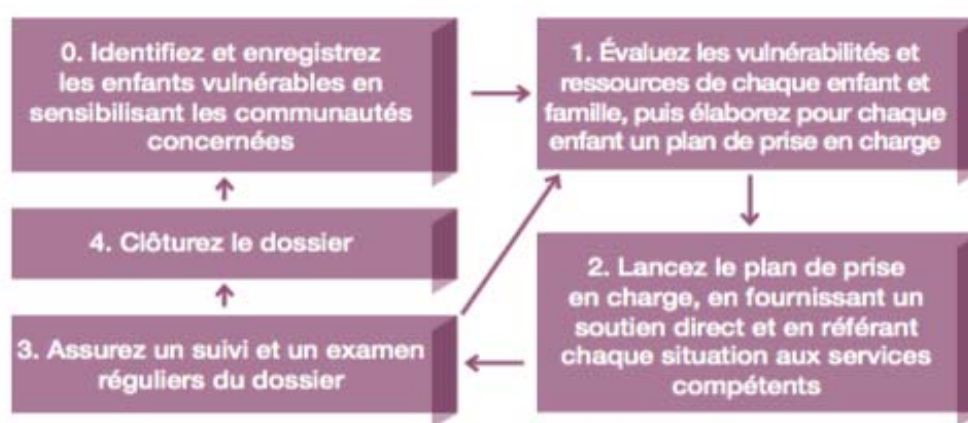 0. Identifiez et enregistrez
les enfants vulnérables en
sensibilisant les communautés
concernées
1. Évaluez les vulnérabilités et
ressources de chaque enfant et
famille, puis élaborez pour chaque
enfant un plan de prise en charge
2. Lancez le plan de prise
en charge, en fournissant un
soutien direct et en référant
chaque situation aux services
compétents
3. Assurez un suivi et un examen
réguliers du dossier
4. Clôturez le dossier